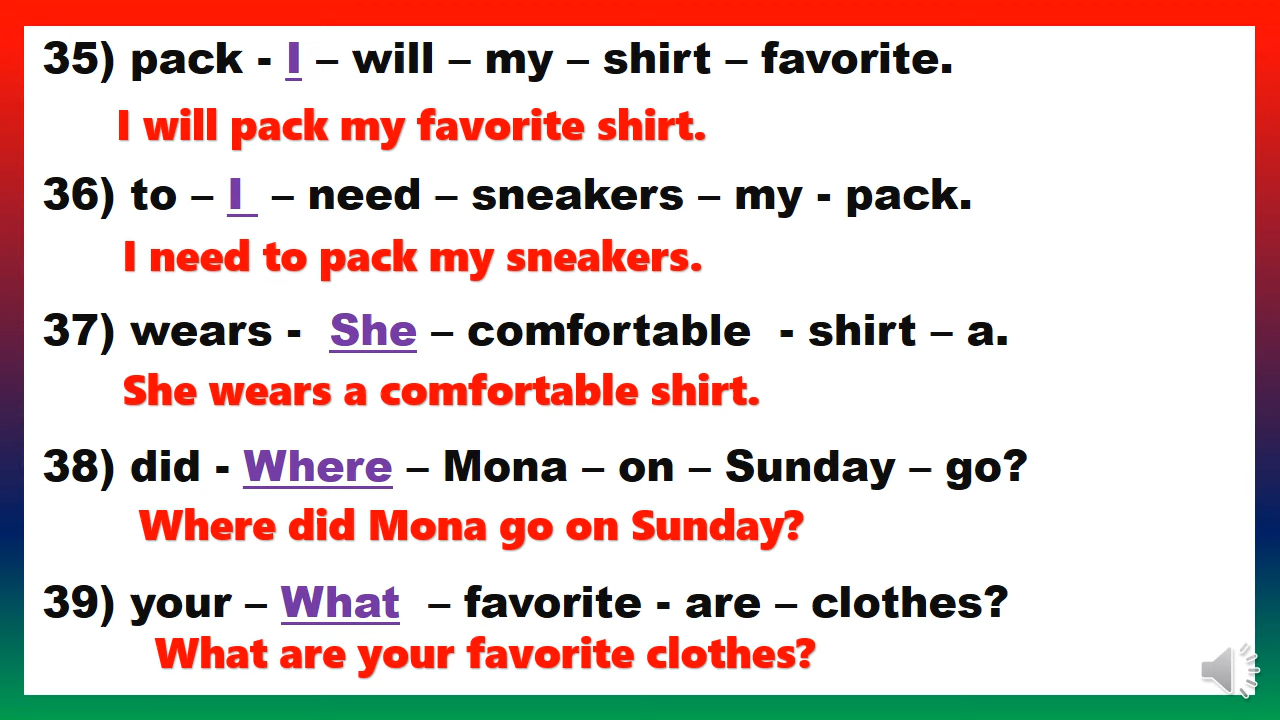 35) pack - I – will – my – shirt – favorite.
I will pack my favorite shirt.
36) to – I – need – sneakers – my - pack.
I need to pack my sneakers.
37) wears - She – comfortable - shirt – a.
She wears a comfortable shirt.
38) did - Where – Mona – on – Sunday – go?
Where did Mona go on Sunday?
39) your – What – favorite - are – clothes?
What are your favorite clothes?